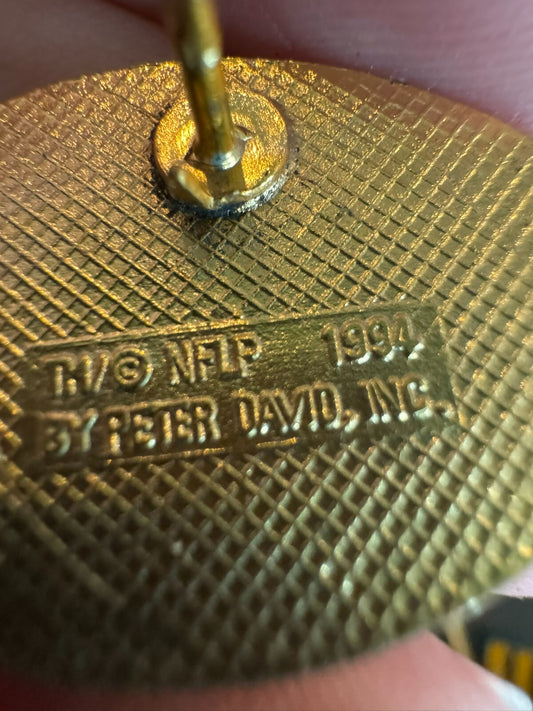 TM/© NFLP 1994
BY PETER DAVID, INC.